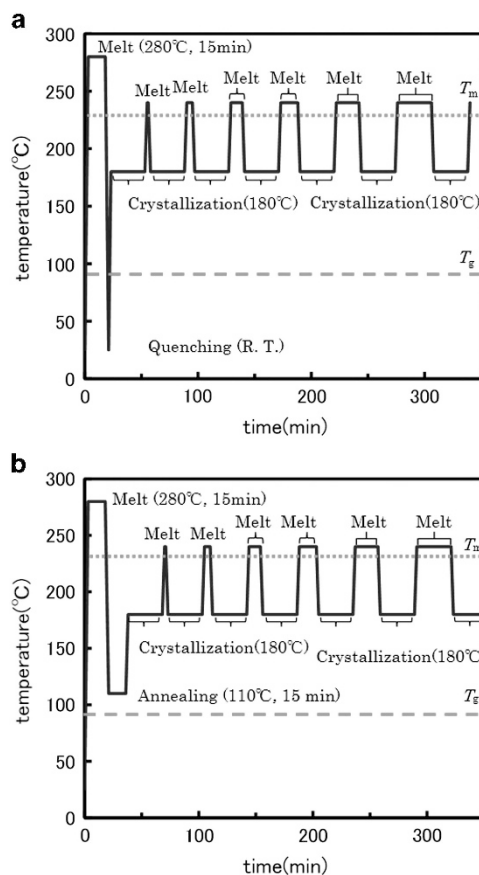 a
300
Melt (280℃, 15min)
250
Melt Melt Melt Melt Melt Melt
Tm
200
temperature(℃)
Crystallization(180℃) Crystallization(180℃)
150
100
Tg
50
Quenching (R. T.)
0
0 100 200 300
time(min)
b
300
Melt (280℃, 15min)
250
Melt Melt Melt Melt Melt Melt
Tm
200
temperature(℃)
Crystallization(180℃) Crystallization(180℃)
150
Annealing (110℃, 15 min)
100
Tg
50
0
0 100 200 300
time(min)